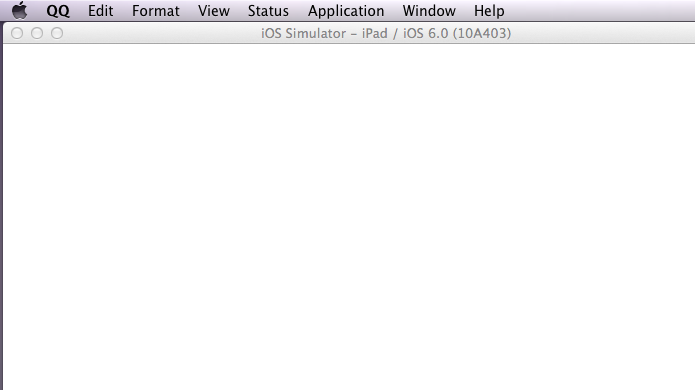 QQ Edit Format View Status Application Window Help
iOS Simulator – iPad / iOS 6.0 (10A403)